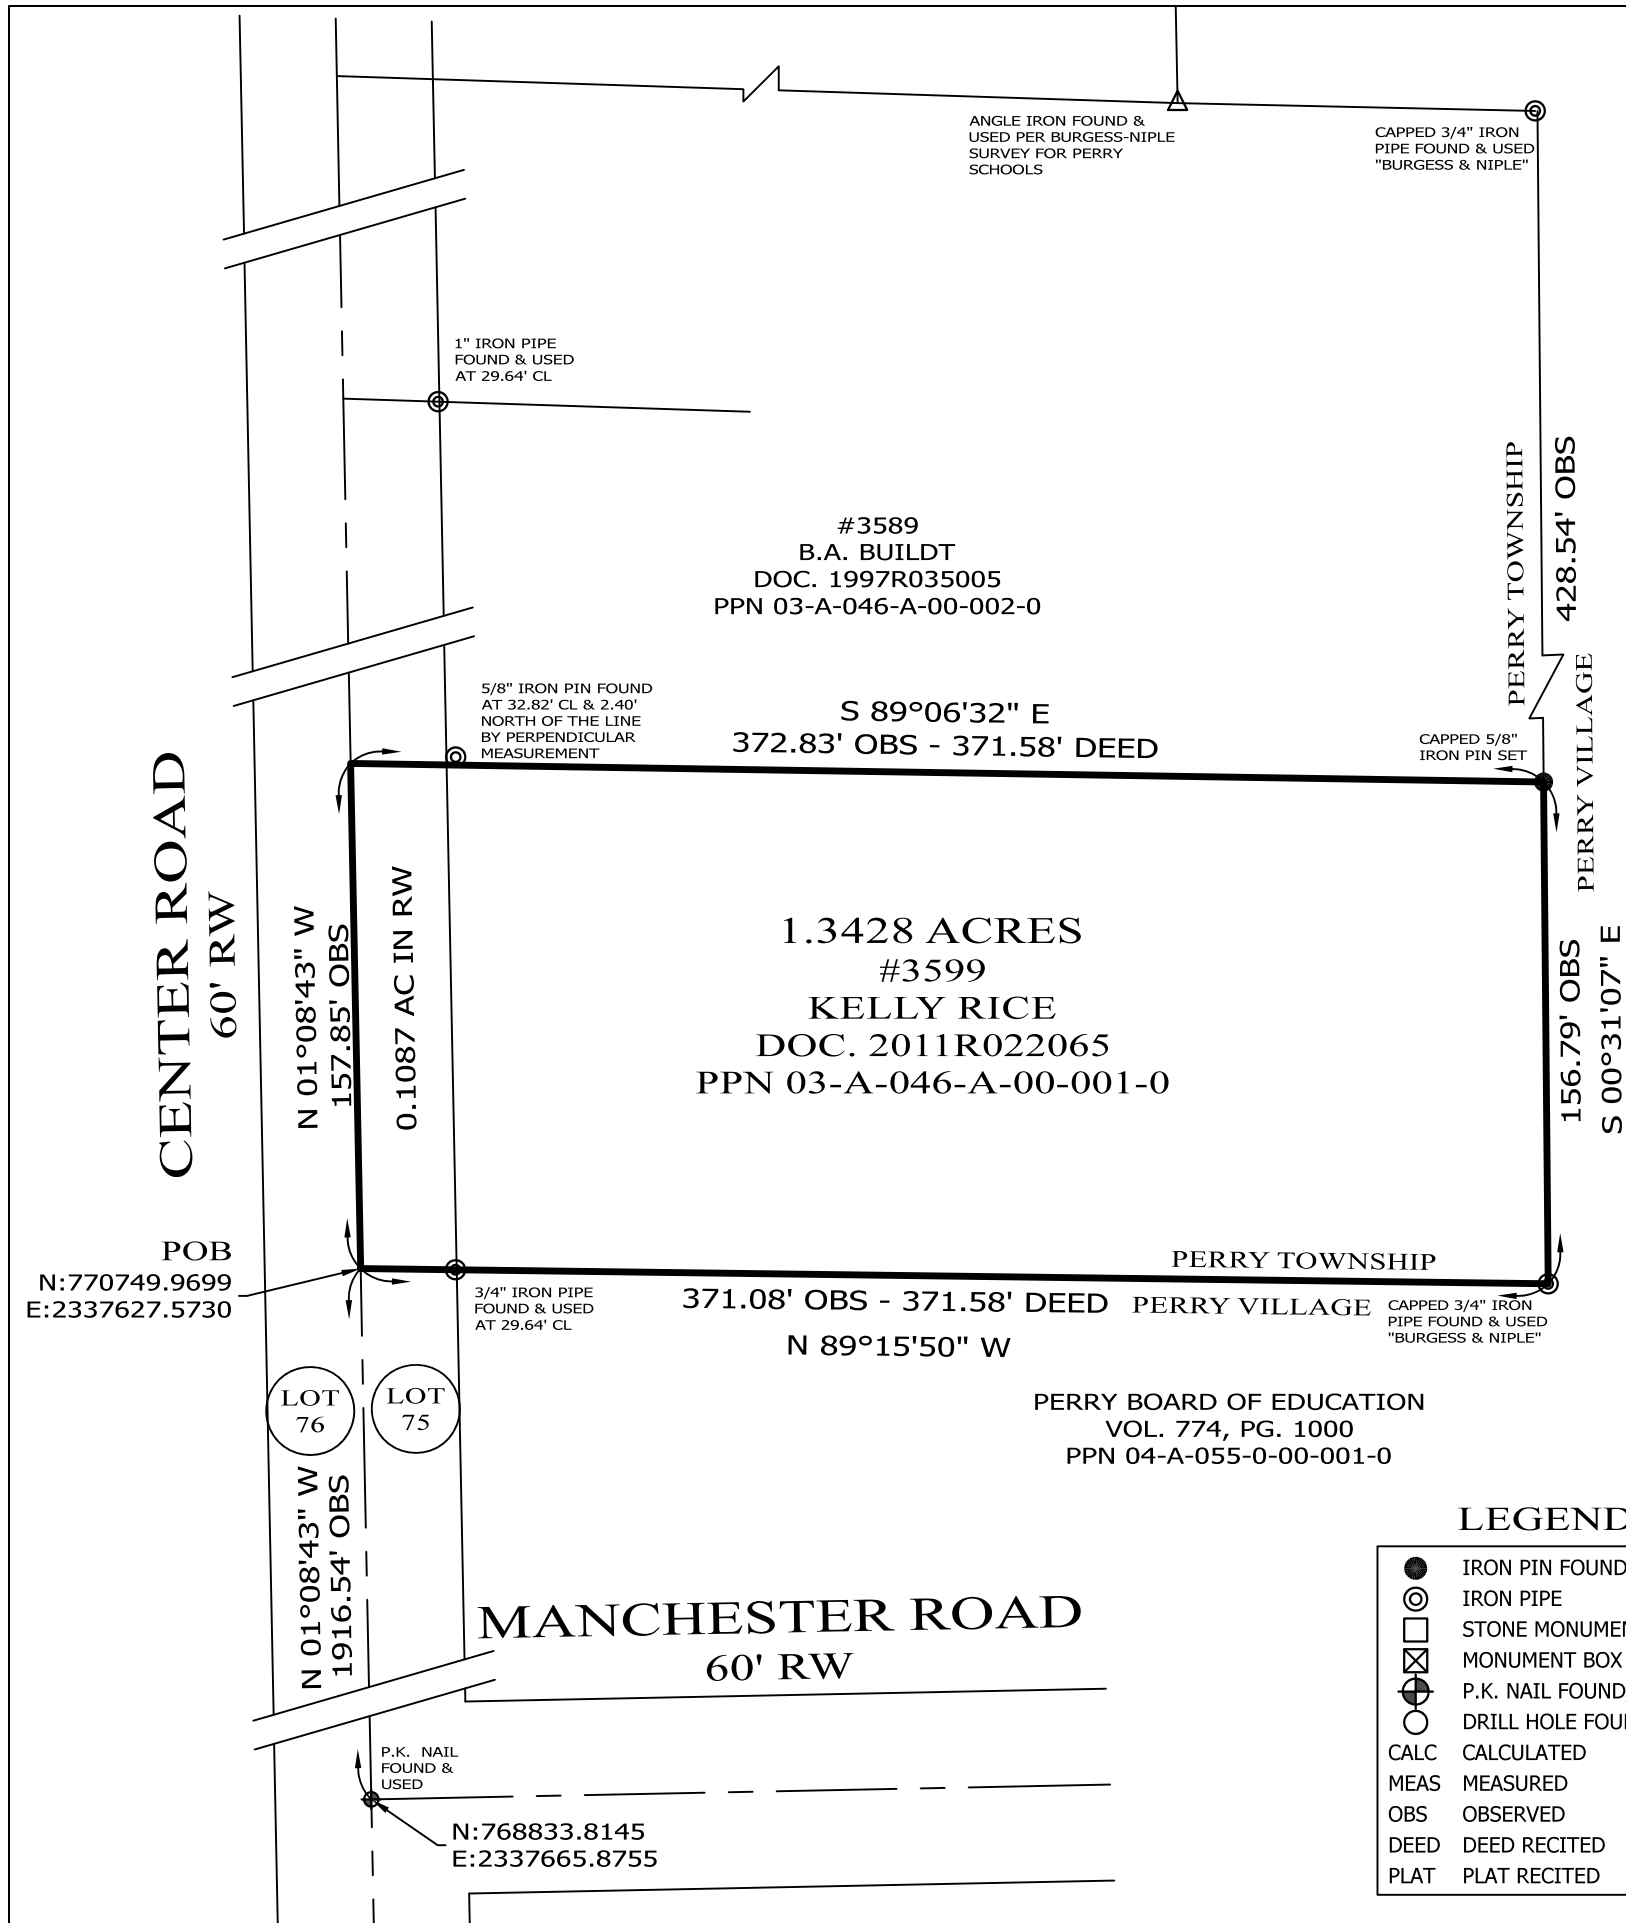 ANGLE IRON FOUND &
USED PER BURGESS-NIPLE
SURVEY FOR PERRY
SCHOOLS
CAPPED 3/4" IRON
PIPE FOUND & USED
"BURGESS & NIPLE"
1" IRON PIPE
FOUND & USED
AT 29.64' CL
PERRY TOWNSHIP
428.54' OBS
#3589
B.A. BUILDT
DOC. 1997R035005
PPN 03-A-046-A-00-002-0
5/8" IRON PIN FOUND
AT 32.82' CL & 2.40'
NORTH OF THE LINE
BY PERPENDICULAR
MEASUREMENT
S 89°06'32" E
372.83' OBS - 371.58' DEED
CAPPED 5/8"
IRON PIN SET
PERRY VILLAGE
CENTER ROAD
60' RW
N 01°08'43" W
157.85' OBS
0.1087 AC IN RW
1.3428 ACRES
#3599
KELLY RICE
DOC. 2011R022065
PPN 03-A-046-A-00-001-0
156.79' OBS
S 00°31'07" E
POB
N:770749.9699
E:2337627.5730
3/4" IRON PIPE
FOUND & USED
AT 29.64' CL
PERRY TOWNSHIP
371.08' OBS - 371.58' DEED
PERRY VILLAGE
N 89°15'50" W
CAPPED 3/4" IRON
PIPE FOUND & USED
"BURGESS & NIPLE"
LOT
76
LOT
75
PERRY BOARD OF EDUCATION
VOL. 774, PG. 1000
PPN 04-A-055-0-00-001-0
N 01°08'43" W
1916.54' OBS
MANCHESTER ROAD
60' RW
P.K. NAIL
FOUND &
USED
N:768833.8145
E:2337665.8755
LEGEND
IRON PIN FOUND
IRON PIPE
STONE MONUME
MONUMENT BOX
P.K. NAIL FOUND
DRILL HOLE FOU
CALC CALCULATED
MEAS MEASURED
OBS OBSERVED
DEED DEED RECITED
PLAT PLAT RECITED